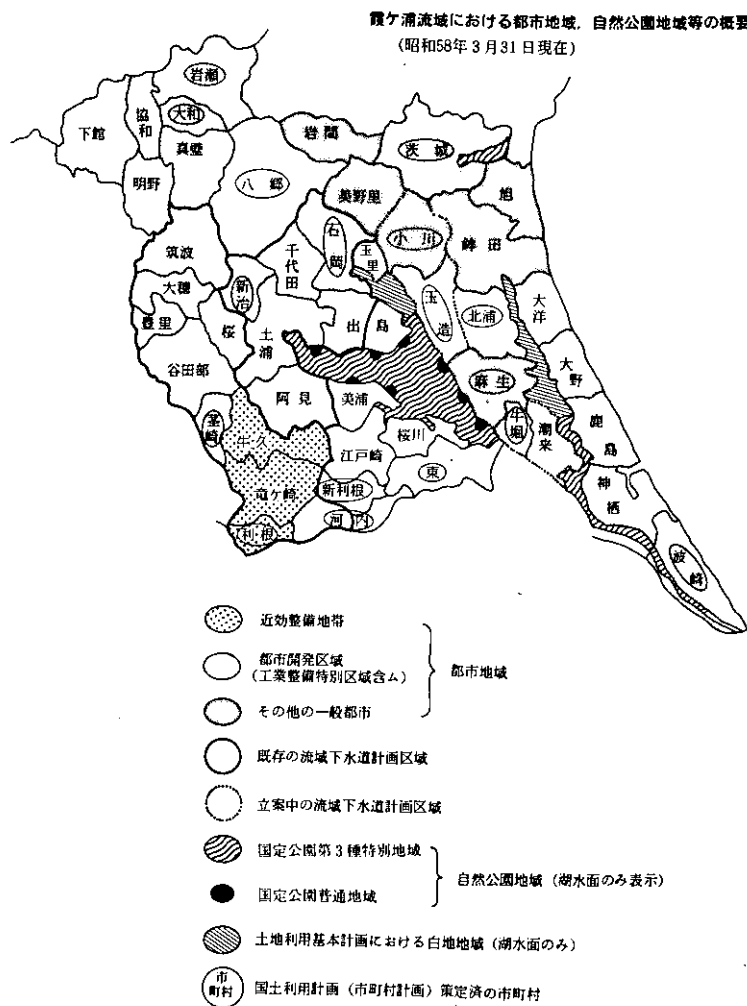 霞ケ浦流域における都市地域，自然公園地域等の概要
(昭和58年3月31日現在)
岩瀬
大和
協和
下館
真壁
明野
岩間
茨城
八郷
美野里
旭
石岡
小川
鉾田
玉里
筑波
千代田
大穂
新治
玉造
北浦
大洋
豊里
桜
土浦
出島
谷田部
麻生
大野
阿見
美浦
牛堀
潮来
鹿島
茎崎
牛久
桜川
江戸崎
東
神栖
竜ケ崎
新利根
利根
河内
波崎
近効整備地帯
都市開発区域
(工業整備特別区域含ム)
都市地域
その他の一般都市
既存の流域下水道計画区域
立案中の流域下水道計画区域
国定公園第3種特別地域
自然公園地域（湖水面のみ表示）
国定公園普通地域
土地利用基本計画における白地地域（湖水面のみ）
市
町村
国土利用計画（市町村計画）策定済の市町村